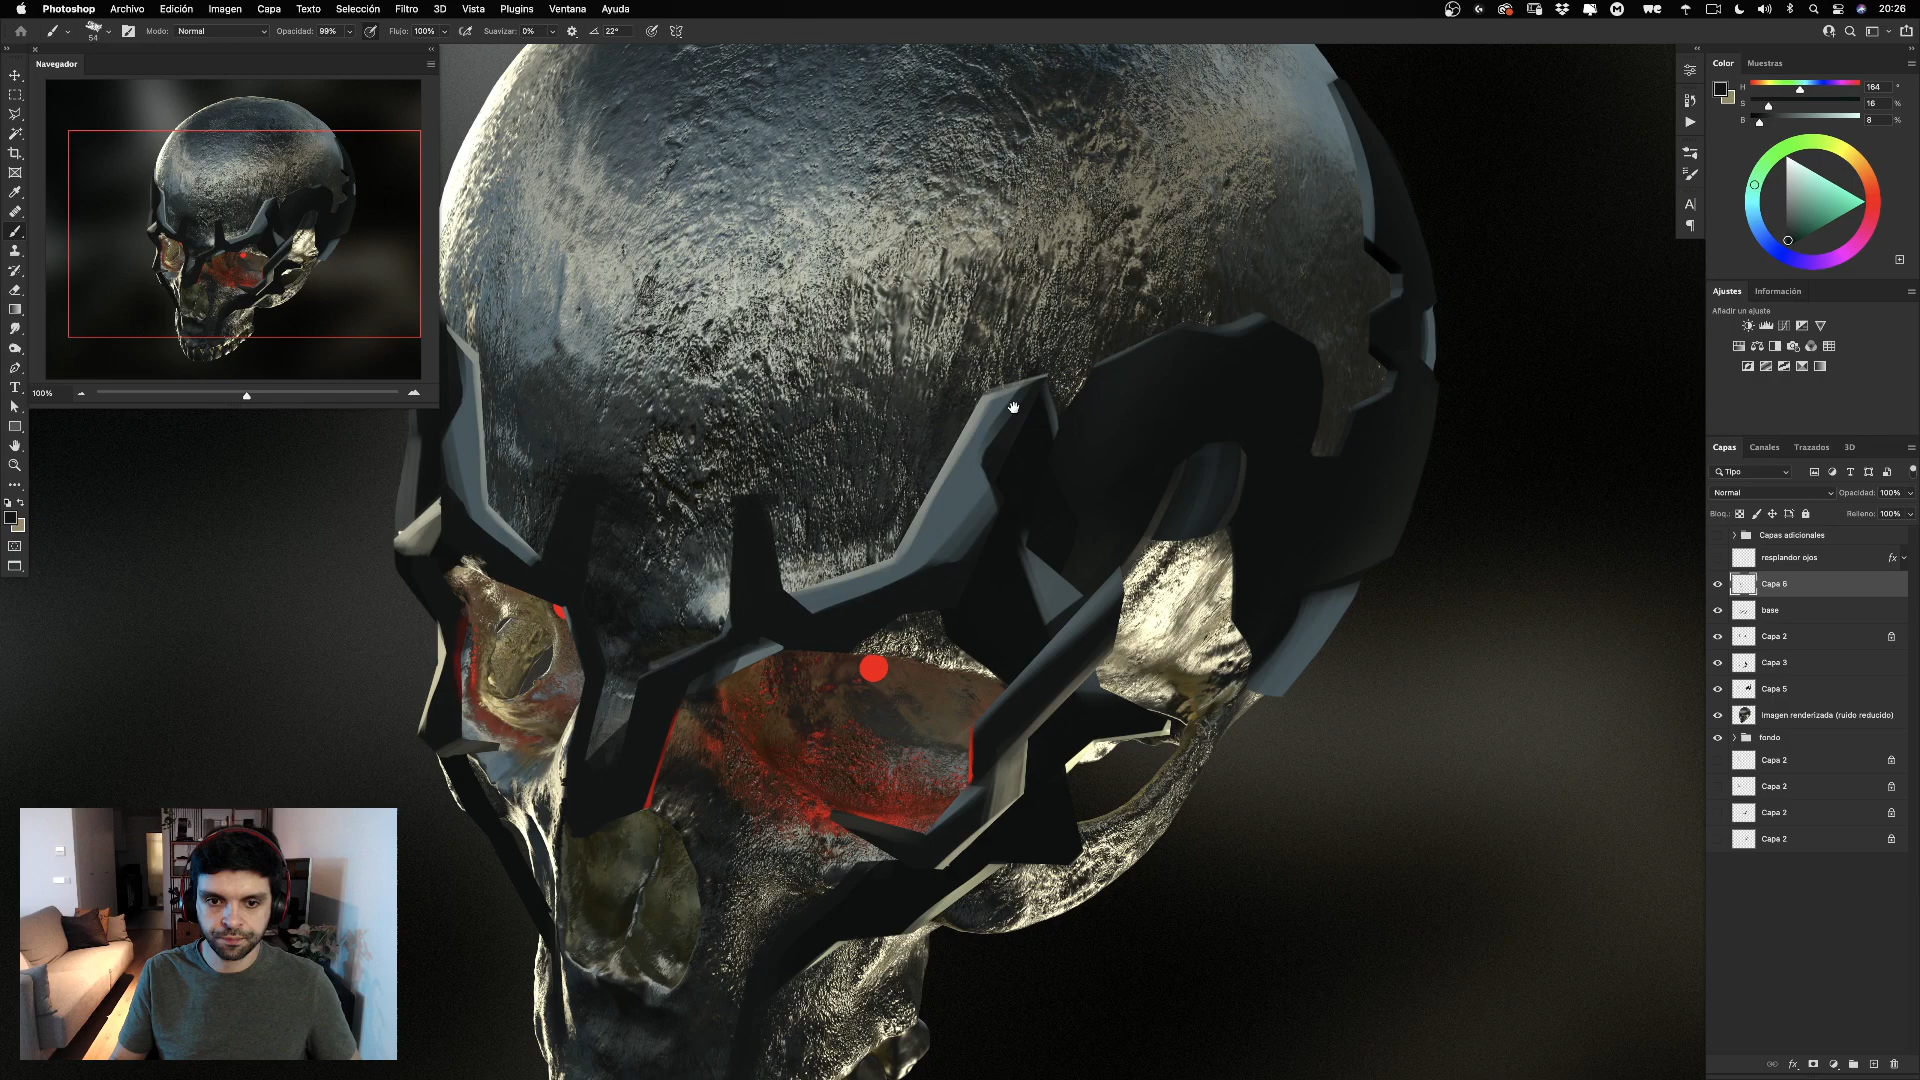 Photoshop Archivo Edición Imagen Capa Texto Selección Filtro 3D Vista Plugins Ventana Ayuda 20:26
54 Modo: Normal Opacidad: 99% Flujo: 100% Suavizar: 0% 22°
Navegador
100%
Color Muestras
H 164 °
S 16 %
B 8 %
Ajustes Información
Añadir un ajuste
Capas Canales Trazados 3D
Tipo
Normal Opacidad: 100%
Bloq.: Relleno: 100%
Capas adicionales
resplandor ojos fx
Capa 6
base
Capa 2
Capa 3
Capa 5
Imagen renderizada (ruido reducido)
fondo
Capa 2
Capa 2
Capa 2
Capa 2
fx